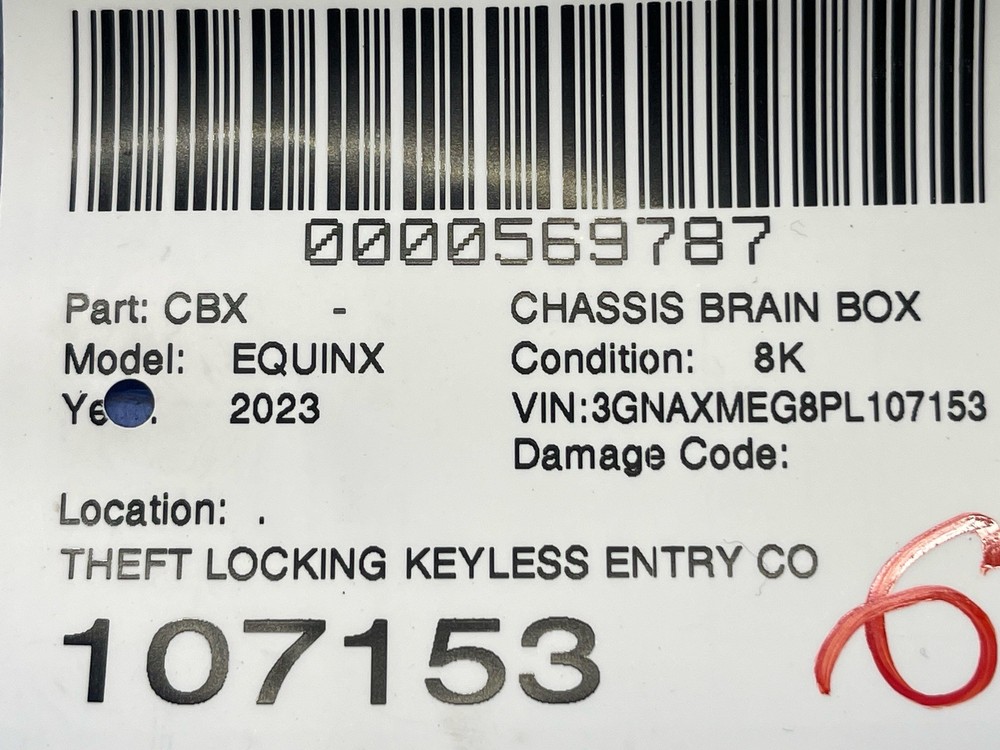 0000569787
Part: CBX - CHASSIS BRAIN BOX
Model: EQUINX Condition: 8K
2023 VIN:3GNAXMEG8PL107153
Damage Code:
Location: .
THEFT LOCKING KEYLESS ENTRY CO
107153
6